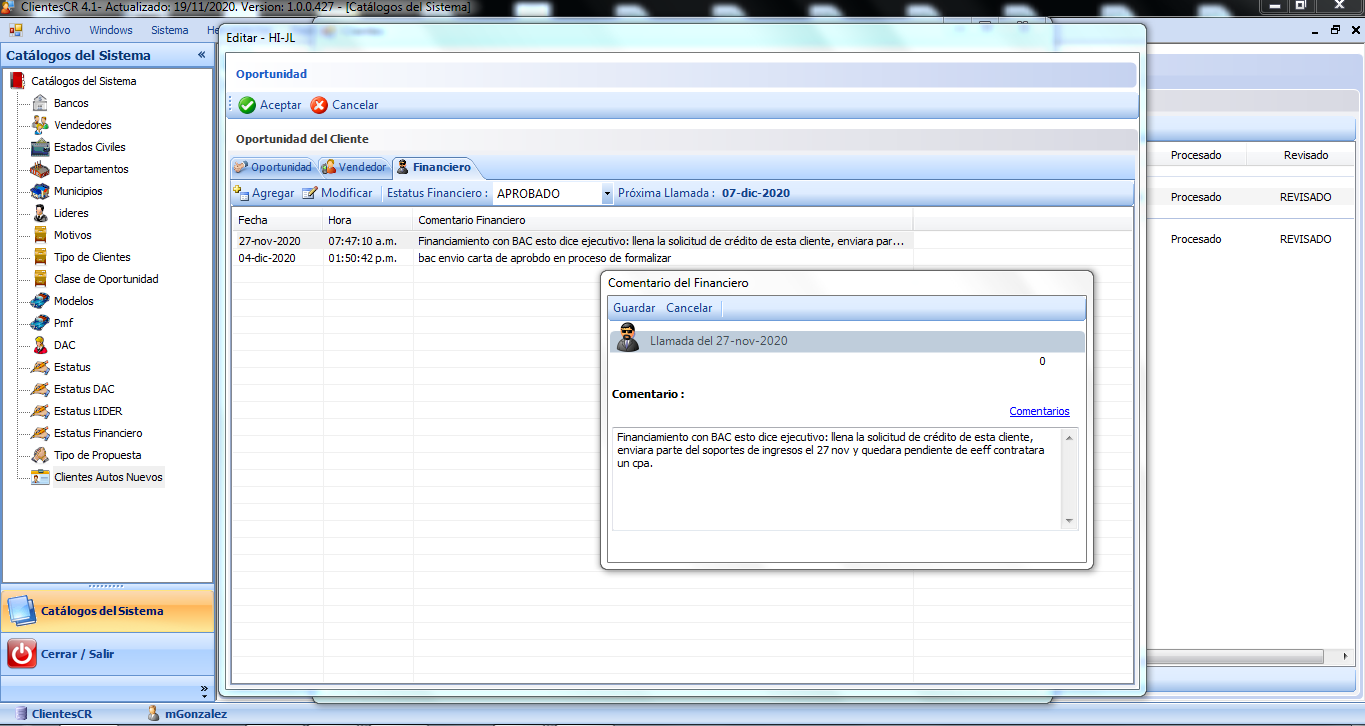 ClientesCR 4.1- Actualizado: 19/11/2020. Version: 1.0.0.427 - [Catálogos del Sistema]
Archivo Windows Sistema
Catálogos del Sistema «
Catálogos del Sistema
Bancos
Vendedores
Estados Civiles
Departamentos
Municipios
Lideres
Motivos
Tipo de Clientes
Clase de Oportunidad
Modelos
Pmf
DAC
Estatus
Estatus DAC
Estatus LIDER
Estatus Financiero
Tipo de Propuesta
Clientes Autos Nuevos
Catálogos del Sistema
Cerrar / Salir
»
ClientesCR mGonzalez
Editar - HI-JL
Oportunidad
Aceptar Cancelar
Oportunidad del Cliente
Oportunidad Vendedor Financiero
Agregar Modificar Estatus Financiero : APROBADO Próxima Llamada : 07-dic-2020
Fecha Hora Comentario Financiero
27-nov-2020 07:47:10 a.m. Financiamiento con BAC esto dice ejecutivo: llena la solicitud de crédito de esta cliente, enviara par...
04-dic-2020 01:50:42 p.m. bac envio carta de aprobdo en proceso de formalizar
Comentario del Financiero
Guardar Cancelar
Llamada del 27-nov-2020
0
Comentario :
Comentarios
Financiamiento con BAC esto dice ejecutivo: llena la solicitud de crédito de esta cliente,
enviara parte del soportes de ingresos el 27 nov y quedara pendiente de eeff contratara
un cpa.
Procesado Revisado
Procesado REVISADO
Procesado REVISADO